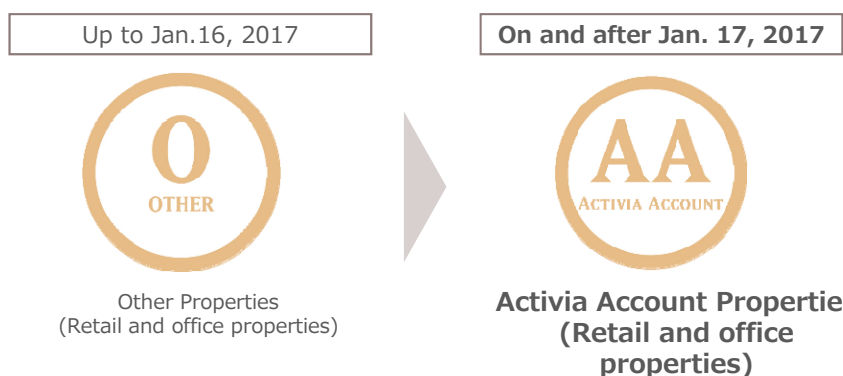 Up to Jan.16, 2017
On and after Jan. 17, 2017
O
OTHER
AA
ACTIVIA ACCOUNT
Other Properties
(Retail and office properties)
Activia Account Propertie
(Retail and office
properties)